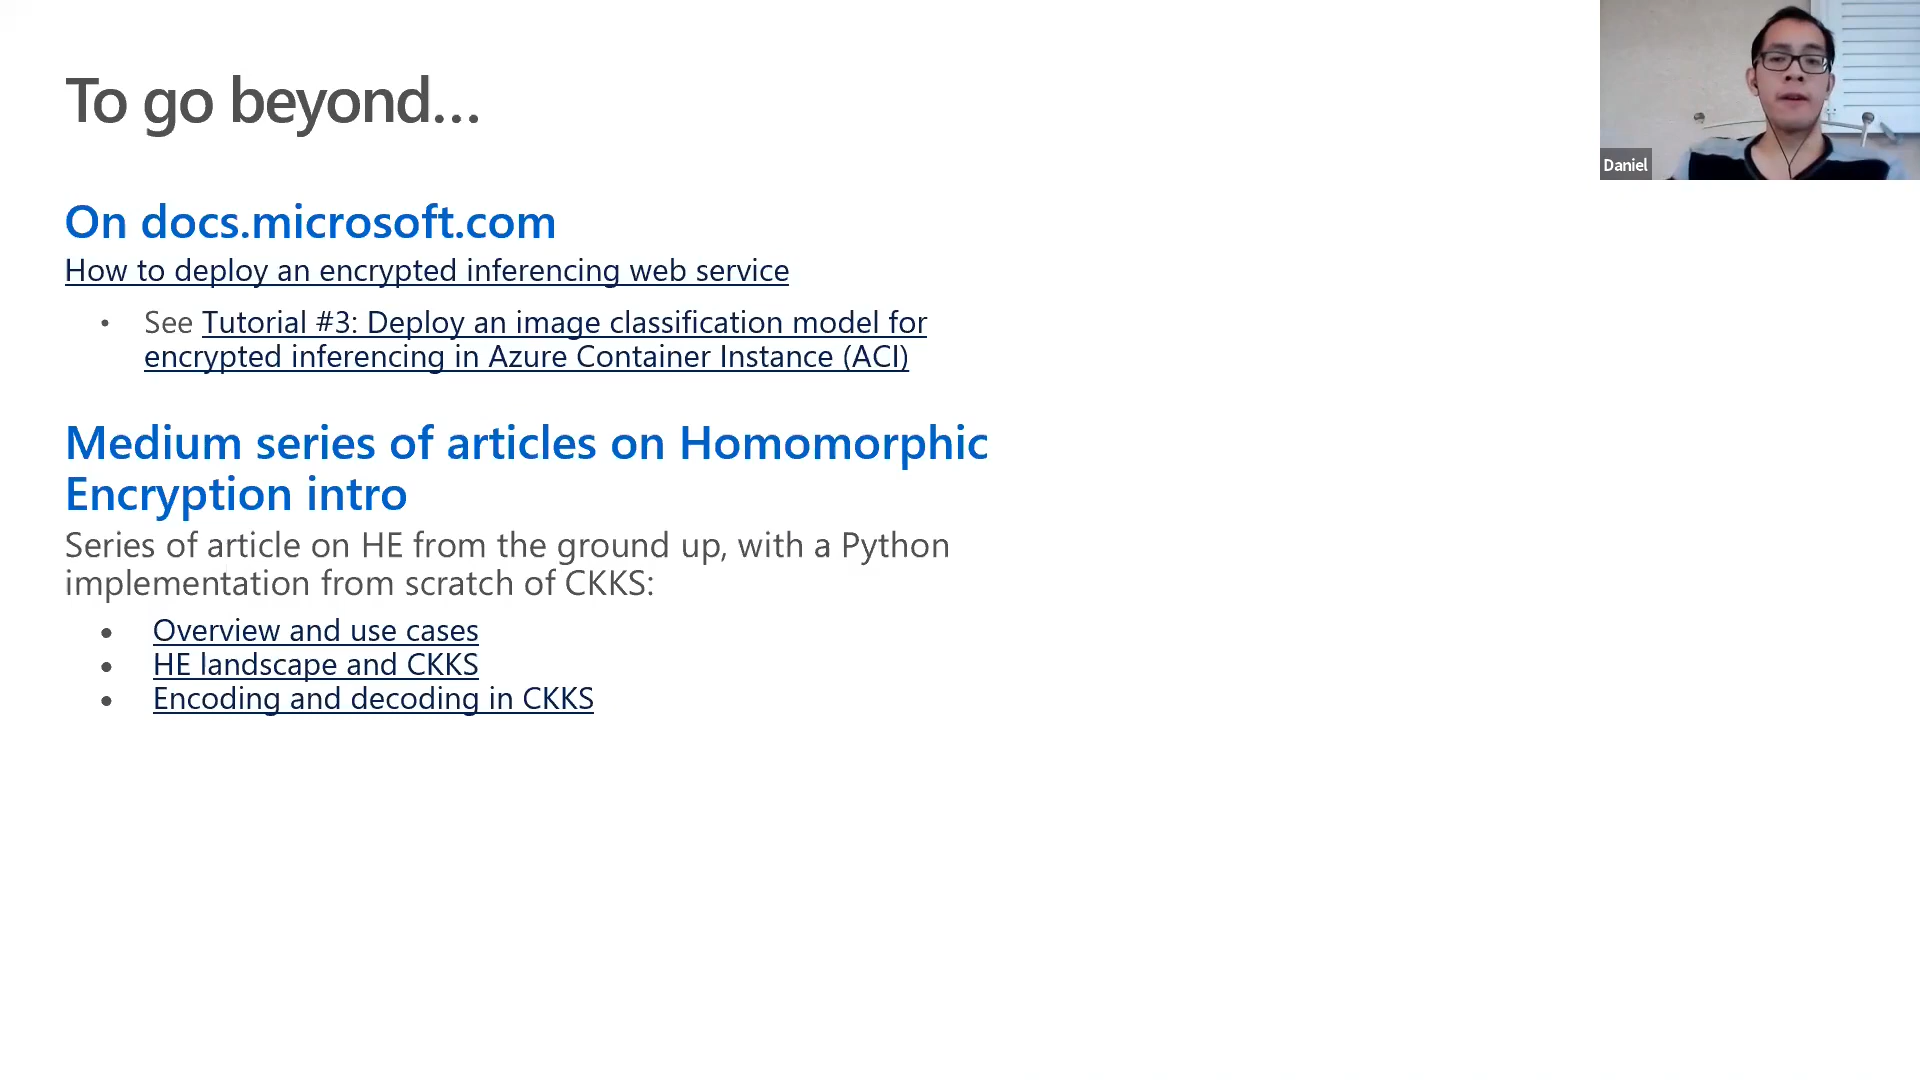 To go beyond...
Daniel
On docs.microsoft.com
How to deploy an encrypted inferencing web service
• See Tutorial #3: Deploy an image classification model for
encrypted inferencing in Azure Container Instance (ACI)
Medium series of articles on Homomorphic
Encryption intro
Series of article on HE from the ground up, with a Python
implementation from scratch of CKKS:
• Overview and use cases
• HE landscape and CKKS
• Encoding and decoding in CKKS